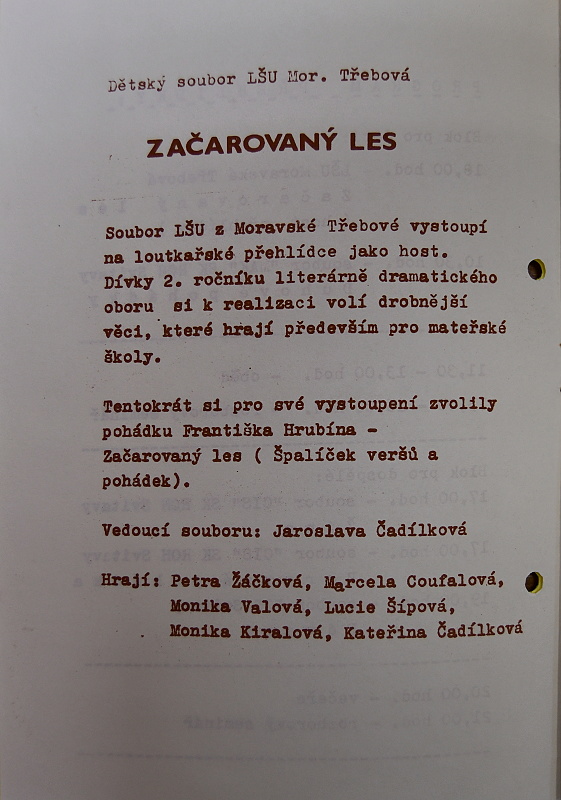 Dětský soubor LŠU Mor. Třebová
ZAČAROVANÝ LES
Soubor LŠU z Moravské Třebové vystoupí
na loutkařské přehlídce jako host.
Dívky 2. ročníku literárně dramatického
oboru si k realizaci volí drobnější
věci, které hrají především pro mateřské
školy.
Tentokrát si pro své vystoupení zvolily
pohádku Františka Hrubína -
Začarovaný les ( Špalíček veršů a
pohádek).
Vedoucí souboru: Jaroslava Čadílková
Hrají: Petra Žáčková, Marcela Coufalová,
Monika Valová, Lucie Šípová,
Monika Kiralová, Kateřina Čadílková